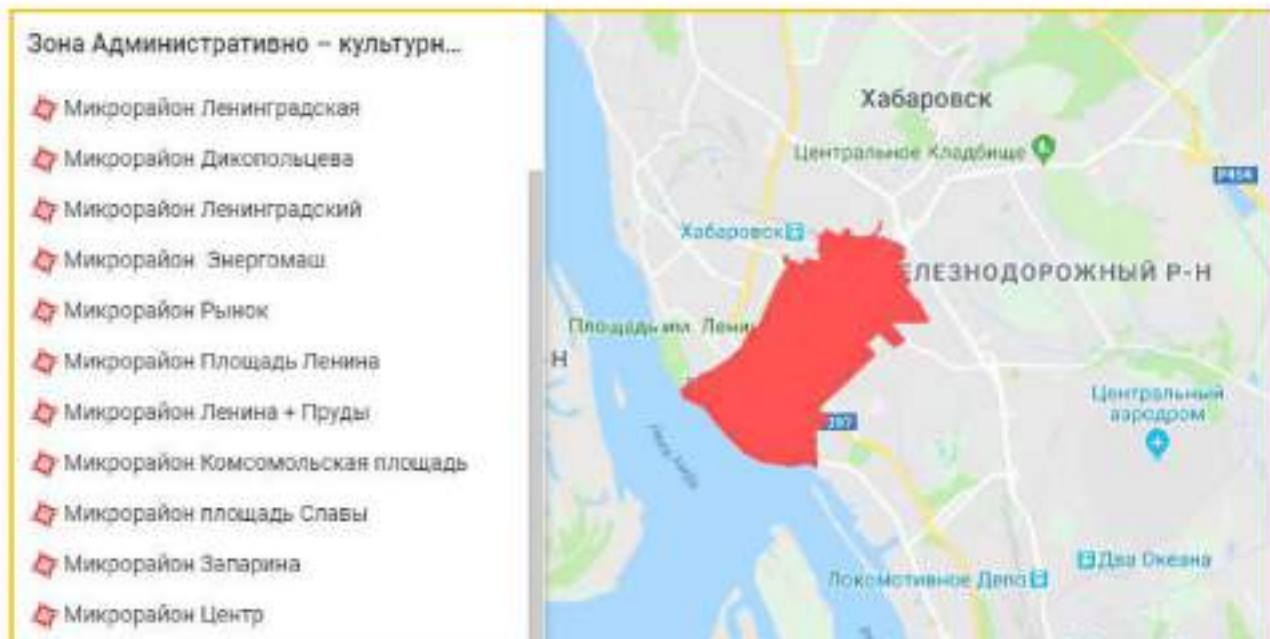 Зона Административно – культурн...
Микрорайон Ленинградская
Микрорайон Дикопольцева
Микрорайон Ленинградский
Микрорайон Энергомаш
Микрорайон Рынок
Микрорайон Площадь Ленина
Микрорайон Ленина + Пруды
Микрорайон Комсомольская площадь
Микрорайон площадь Славы
Микрорайон Запарина
Микрорайон Центр
Хабаровск
Центральное Кладбище
Р454
Хабаровск
ЕЛЕЗНОДОРОЖНЫЙ Р-Н
Площадь им. Лени
Н
Центральный
аэродром
397
Два Океана
Локомотивное Депо